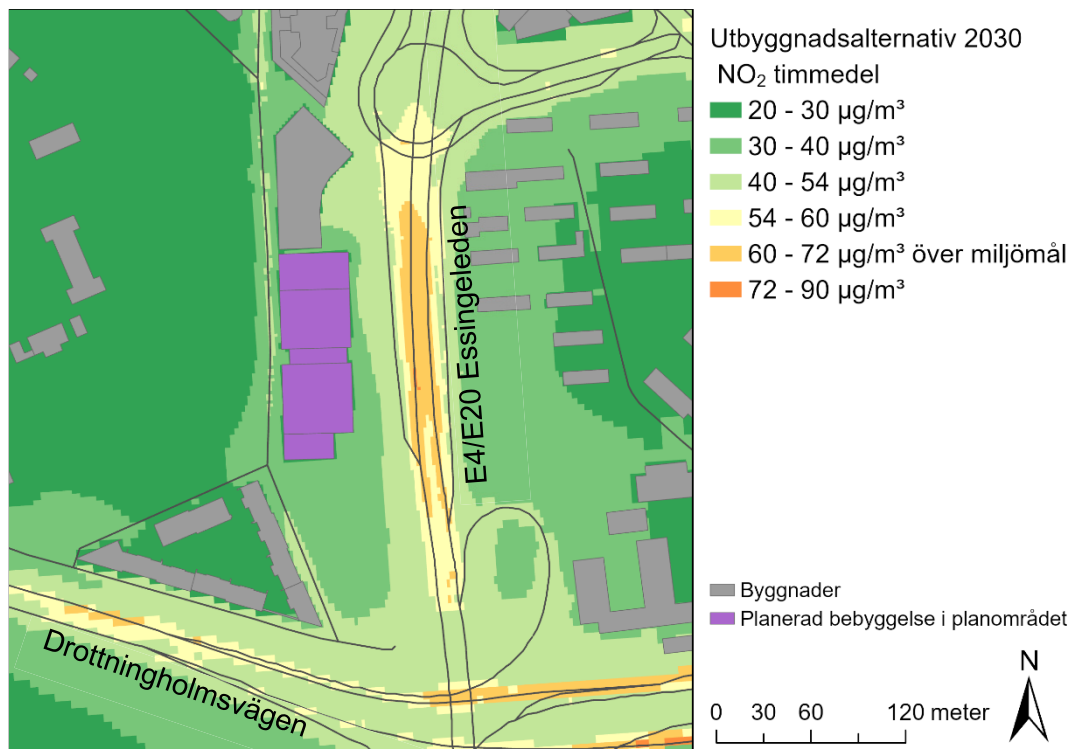 Utbyggnadsalternativ 2030
NO₂ timmedel
20 - 30 µg/m³
30 - 40 µg/m³
40 - 54 µg/m³
54 - 60 µg/m³
60 - 72 µg/m³ över miljömål
72 - 90 µg/m³
E4/E20 Essingeleden
Drottningholmsvägen
Byggnader
Planerad bebyggelse i planområdet
N
0 30 60 120 meter